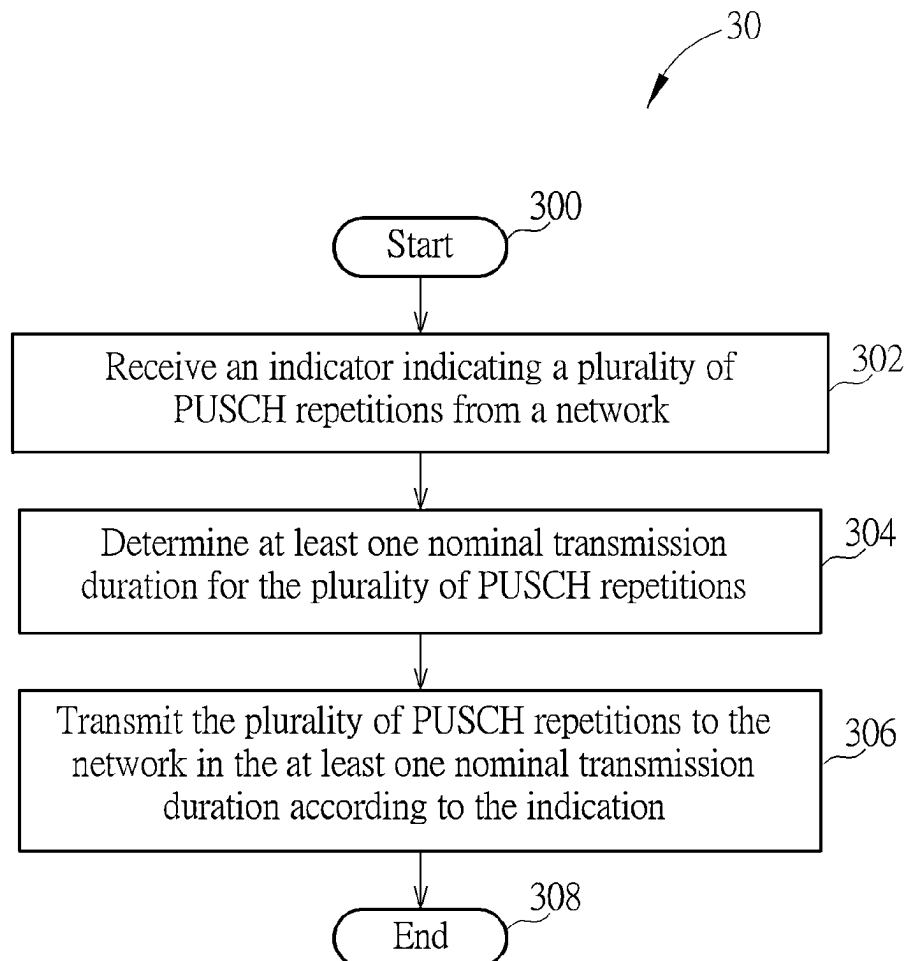 30
300
Start
302
Receive an indicator indicating a plurality of
PUSCH repetitions from a network
304
Determine at least one nominal transmission
duration for the plurality of PUSCH repetitions
306
Transmit the plurality of PUSCH repetitions to the
network in the at least one nominal transmission
duration according to the indication
308
End